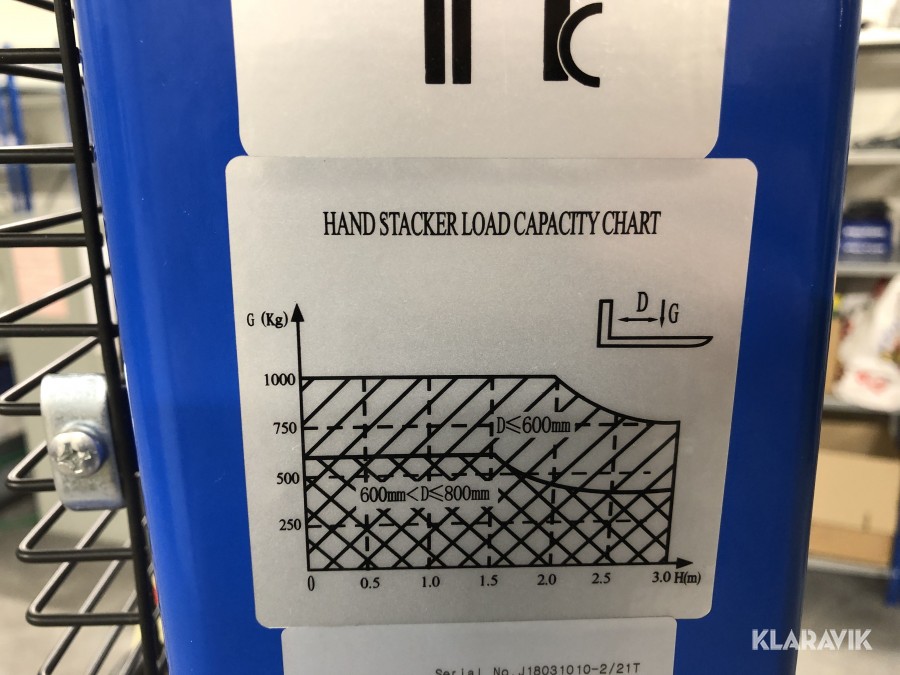 HAND STACKER LOAD CAPACITY CHART
D G
G (Kg)
1000
750
D≤600mm
500
600mm<D≤800mm
250
0 0.5 1.0 1.5 2.0 2.5 3.0 H(m)
KLARAVIK
Serial No.J18031010-2/21T